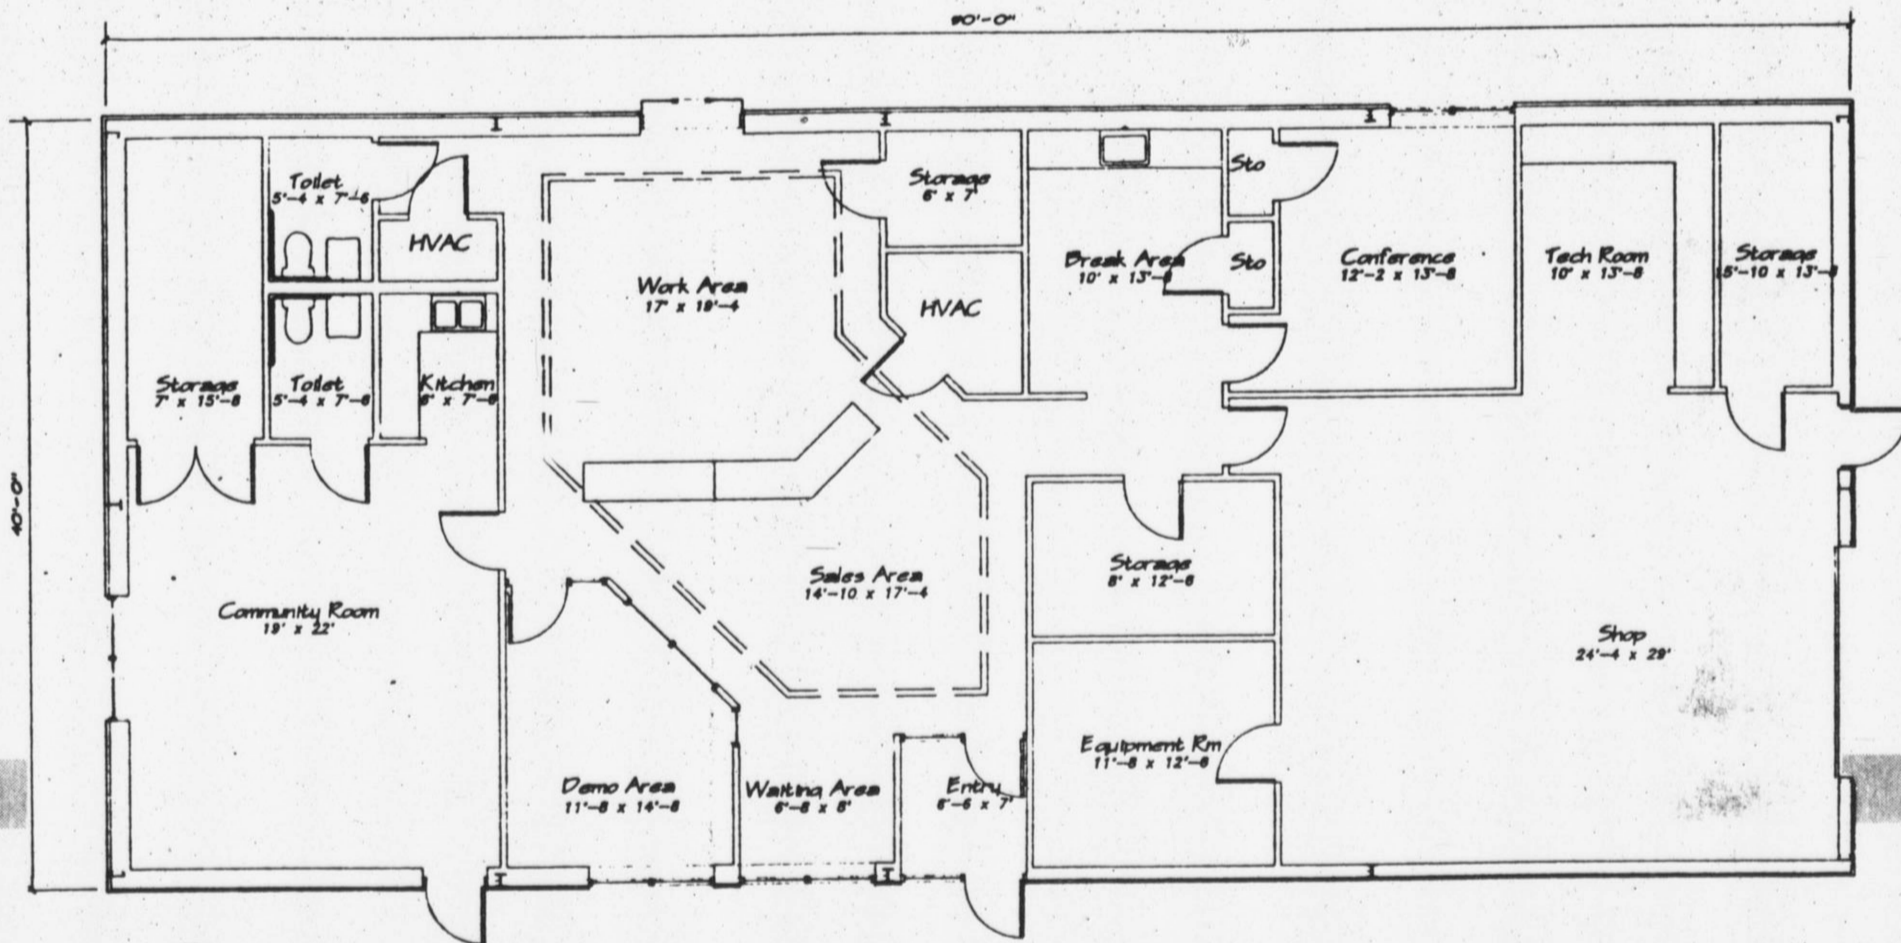 90'-0"
40'-0"
Toilet
5'-4 x 7'-6
HVAC
Storage
7' x 15'-8
Toilet
5'-4 x 7'-6
Kitchen
6' x 7'-6
Work Area
17' x 19'-4
Storage
6' x 7'
HVAC
Break Area
10' x 13'-8
Sto
Sto
Conference
12'-2 x 13'-8
Tech Room
10' x 13'-8
Storage
5'-10 x 13'-8
Community Room
19' x 22'
Sales Area
14'-10 x 17'-4
Storage
8' x 12'-6
Shop
24'-4 x 29'
Demo Area
11'-8 x 14'-8
Waiting Area
6'-8 x 8'
Entry
6'-6 x 7'
Equipment Rm
11'-8 x 12'-6